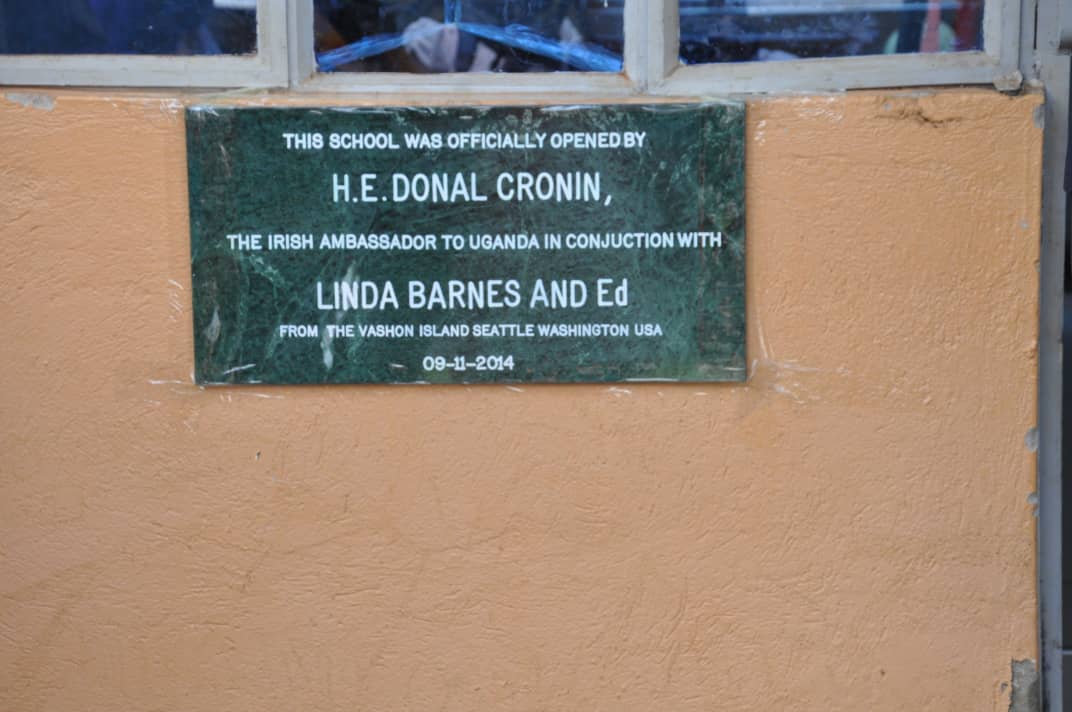 THIS SCHOOL WAS OFFICIALLY OPENED BY
H.E. DONAL CRONIN,
THE IRISH AMBASSADOR TO UGANDA IN CONJUCTION WITH
LINDA BARNES AND Ed
FROM THE VASHON ISLAND SEATTLE WASHINGTON USA
09-11-2014